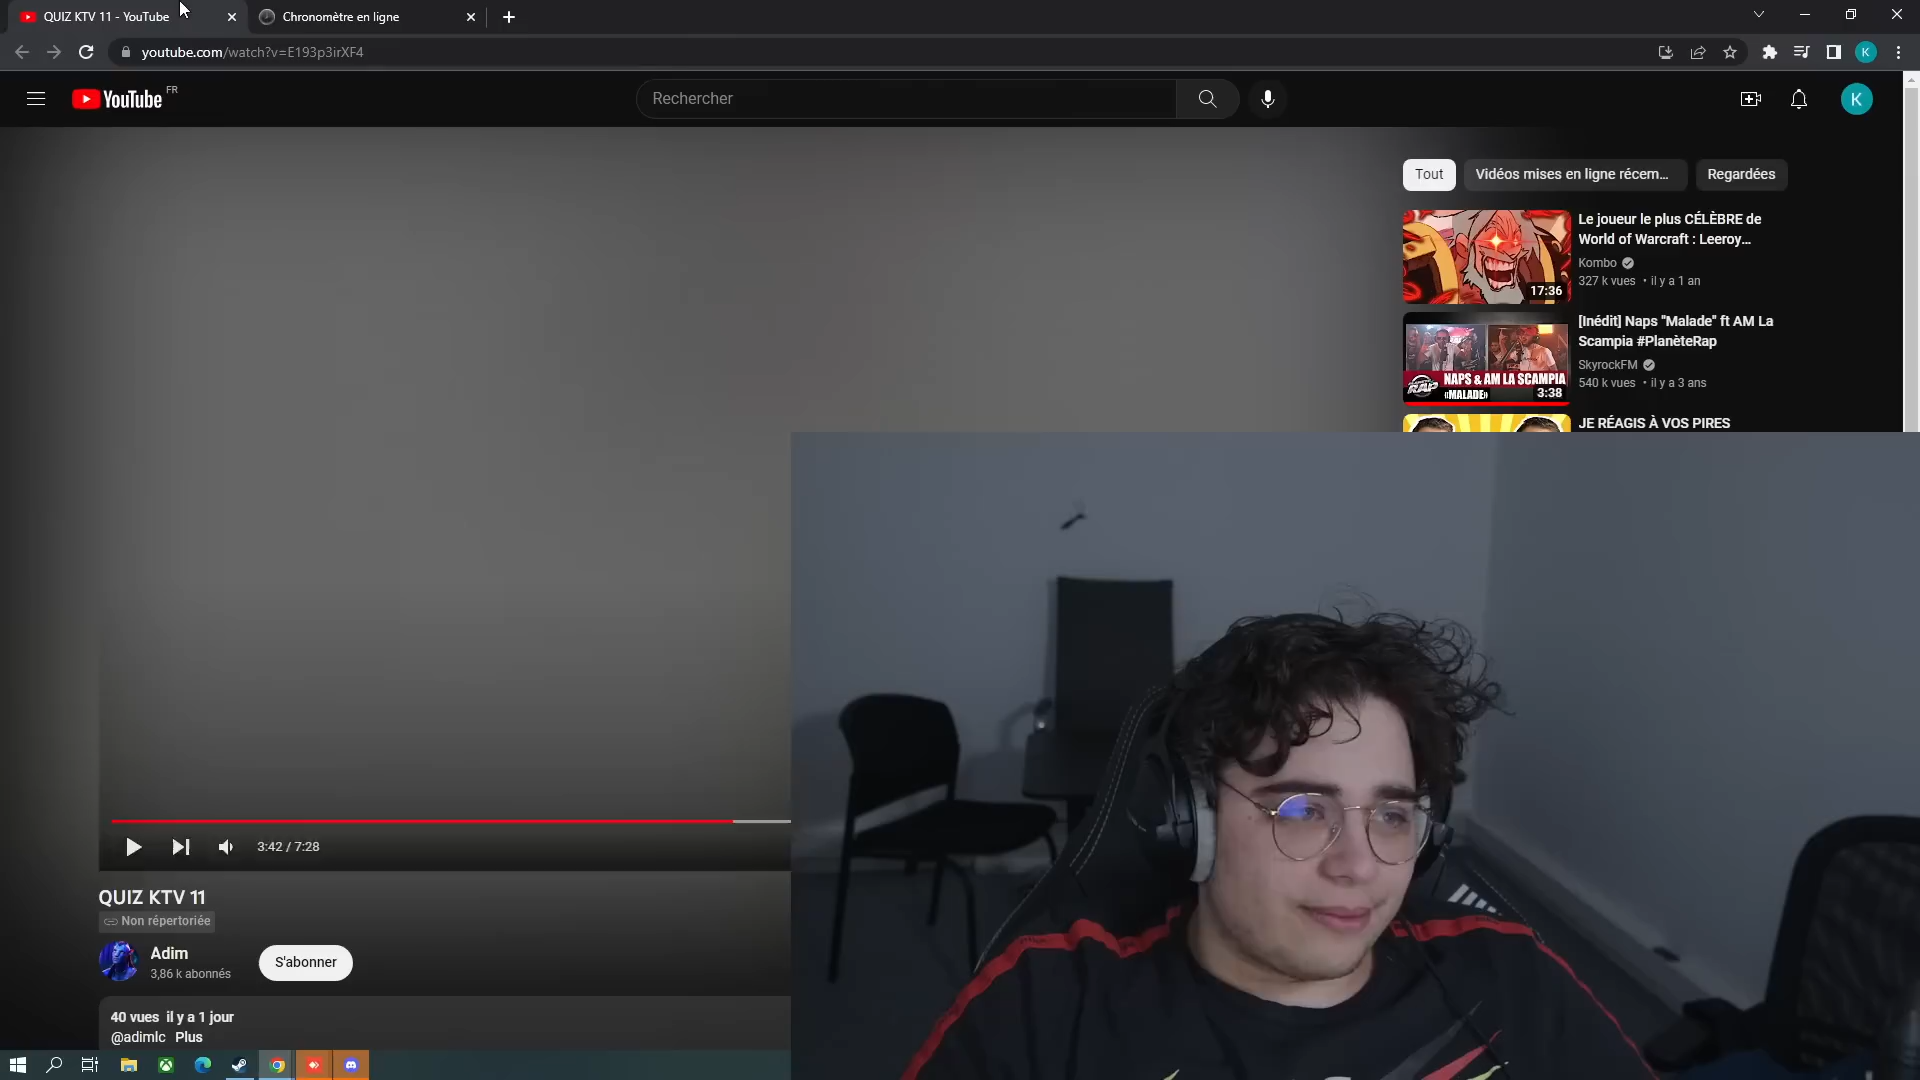 QUIZ KTV 11 - YouTube
Chronomètre en ligne
youtube.com/watch?v=E193p3irXF4
K
YouTube FR
Rechercher
K
Tout
Vidéos mises en ligne récem...
Regardées
Le joueur le plus CÉLÈBRE de
World of Warcraft : Leeroy...
Kombo
327 k vues • il y a 1 an
17:36
[Inédit] Naps "Malade" ft AM La
Scampia #PlanèteRap
SkyrockFM
540 k vues • il y a 3 ans
RAP
NAPS & AM LA SCAMPIA
«MALADE»
3:38
JE RÉAGIS À VOS PIRES
3:42 / 7:28
QUIZ KTV 11
Non répertoriée
Adim
3,86 k abonnés
S'abonner
40 vues il y a 1 jour
@adimlc Plus